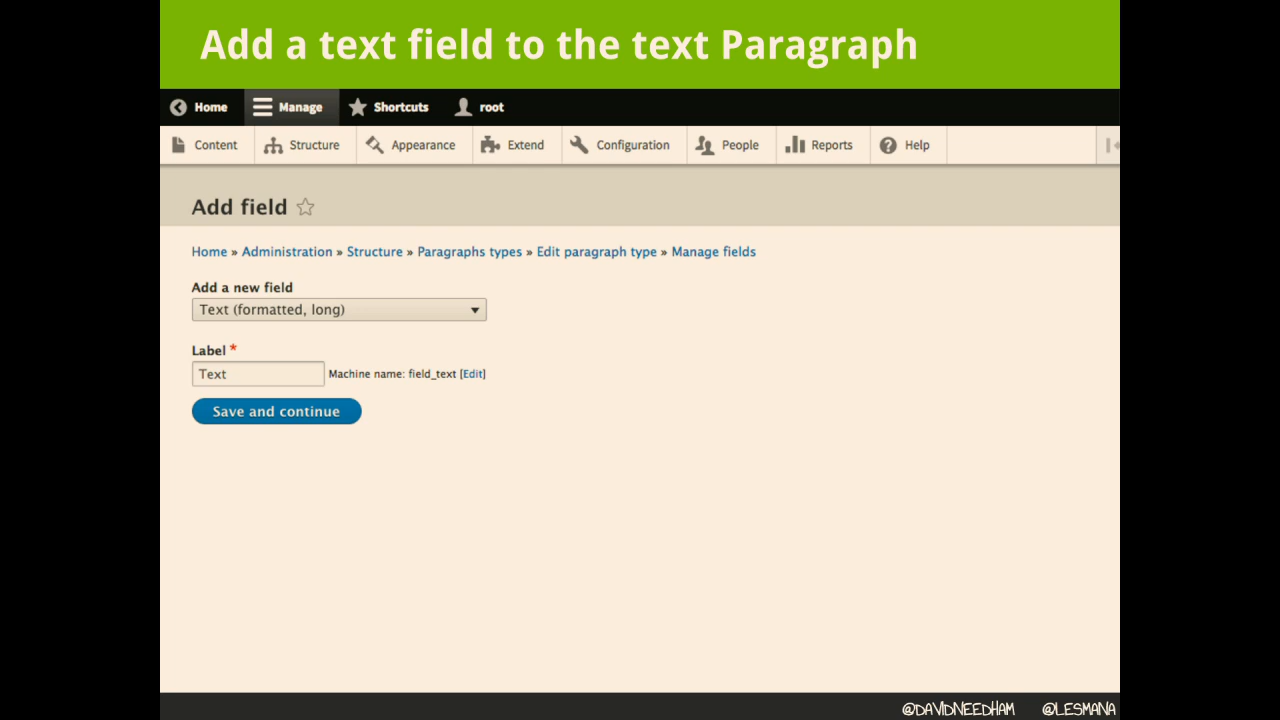 Add a text field to the text Paragraph
Home Manage Shortcuts root
Content Structure Appearance Extend Configuration People Reports Help
Add field
Home » Administration » Structure » Paragraphs types » Edit paragraph type » Manage fields
Add a new field
Text (formatted, long)
Label *
Text Machine name: field_text [Edit]
Save and continue
@DAVIDNEEDHAM @LESMANA